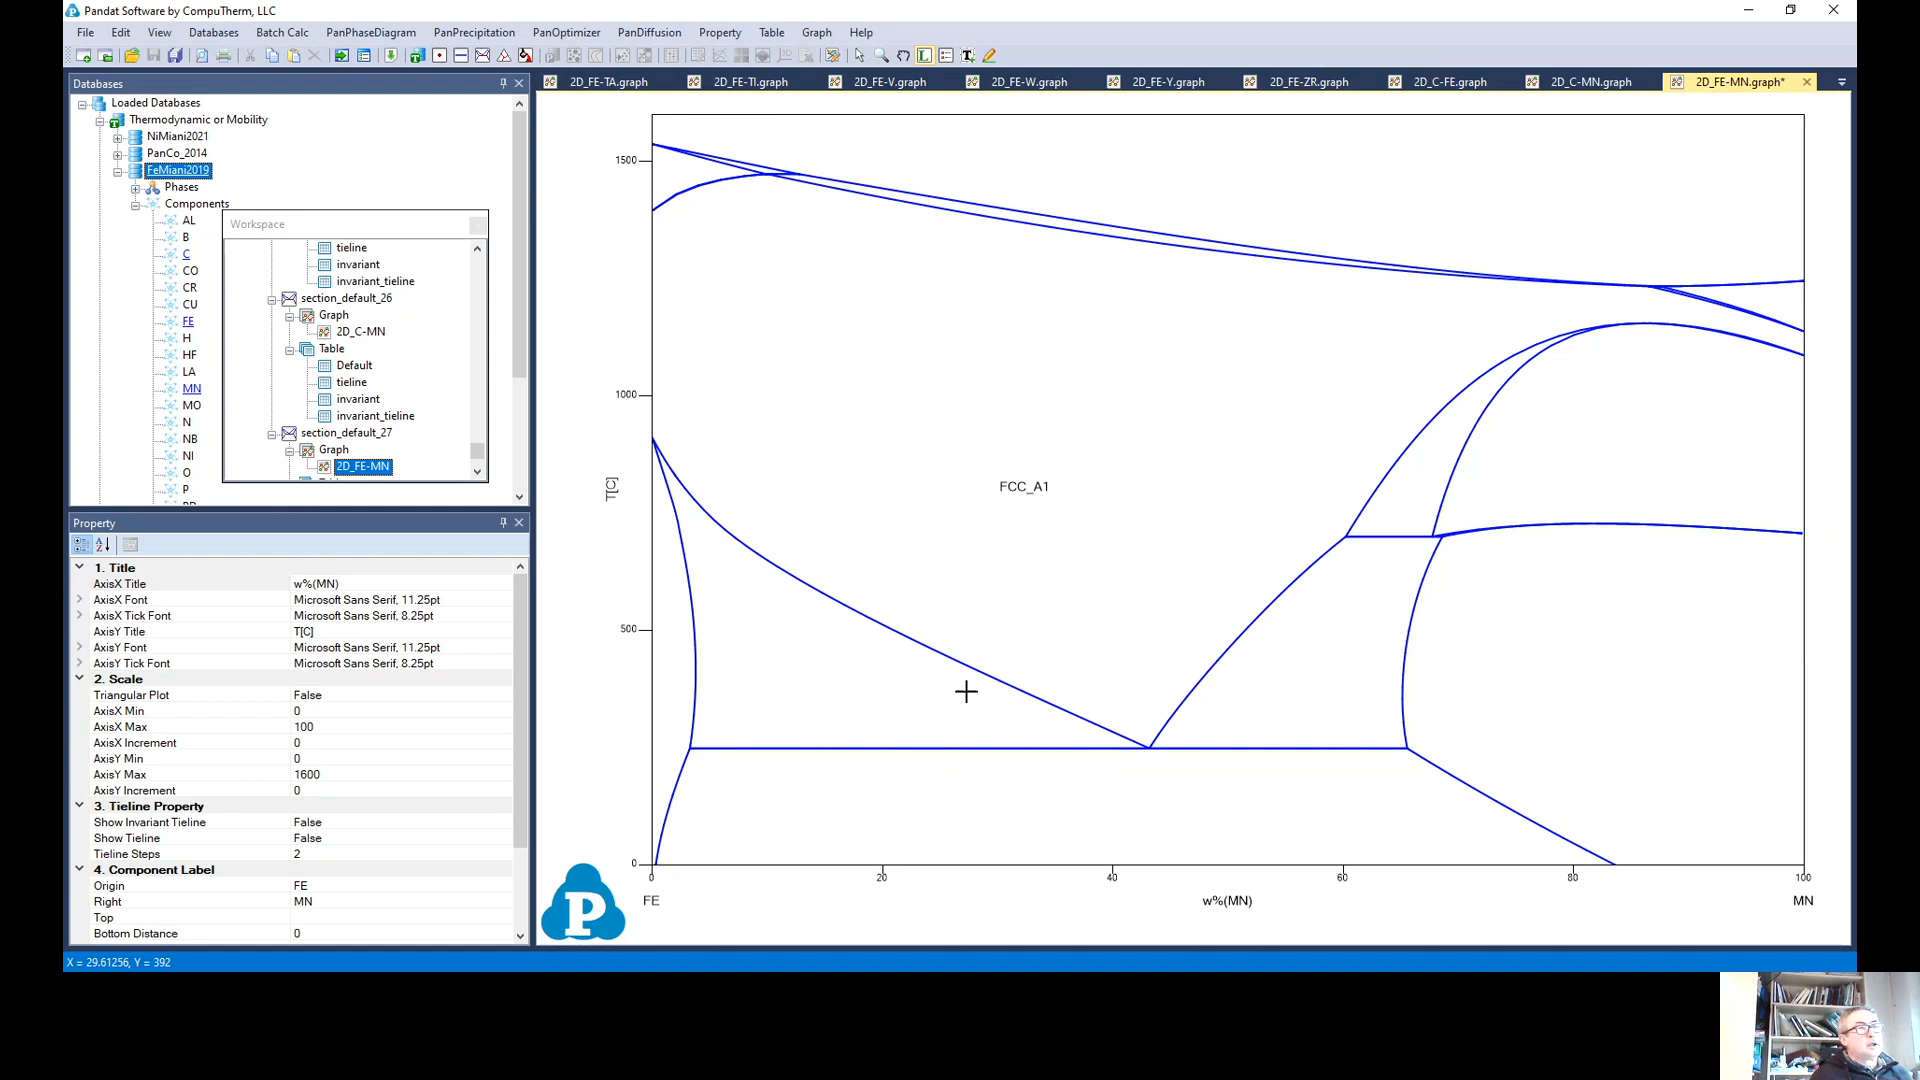 Pandat Software by CompuTherm, LLC
File Edit View Databases Batch Calc PanPhaseDiagram PanPrecipitation PanOptimizer PanDiffusion Property Table Graph Help
Databases
2D_FE-TA.graph 2D_FE-TI.graph 2D_FE-V.graph 2D_FE-W.graph 2D_FE-Y.graph 2D_FE-ZR.graph 2D_C-FE.graph 2D_C-MN.graph 2D_FE-MN.graph*
Loaded Databases
Thermodynamic or Mobility
NiMiani2021
PanCo_2014
FeMiani2019
Phases
Components
AL
B
C
CO
CR
CU
FE
H
HF
LA
MN
MO
N
NB
NI
O
P
Workspace
tieline
invariant
invariant_tieline
section_default_26
Graph
2D_C-MN
Table
Default
tieline
invariant
invariant_tieline
section_default_27
Graph
2D_FE-MN
Property
1. Title
AxisX Title w%(MN)
AxisX Font Microsoft Sans Serif, 11.25pt
AxisX Tick Font Microsoft Sans Serif, 8.25pt
AxisY Title T[C]
AxisY Font Microsoft Sans Serif, 11.25pt
AxisY Tick Font Microsoft Sans Serif, 8.25pt
2. Scale
Triangular Plot False
AxisX Min 0
AxisX Max 100
AxisX Increment 0
AxisY Min 0
AxisY Max 1600
AxisY Increment 0
3. Tieline Property
Show Invariant Tieline False
Show Tieline False
Tieline Steps 2
4. Component Label
Origin FE
Right MN
Top
Bottom Distance 0
1500
1000
500
0
T[C]
FCC_A1
0 20 40 60 80 100
FE w%(MN) MN
P
X = 29.61256, Y = 392